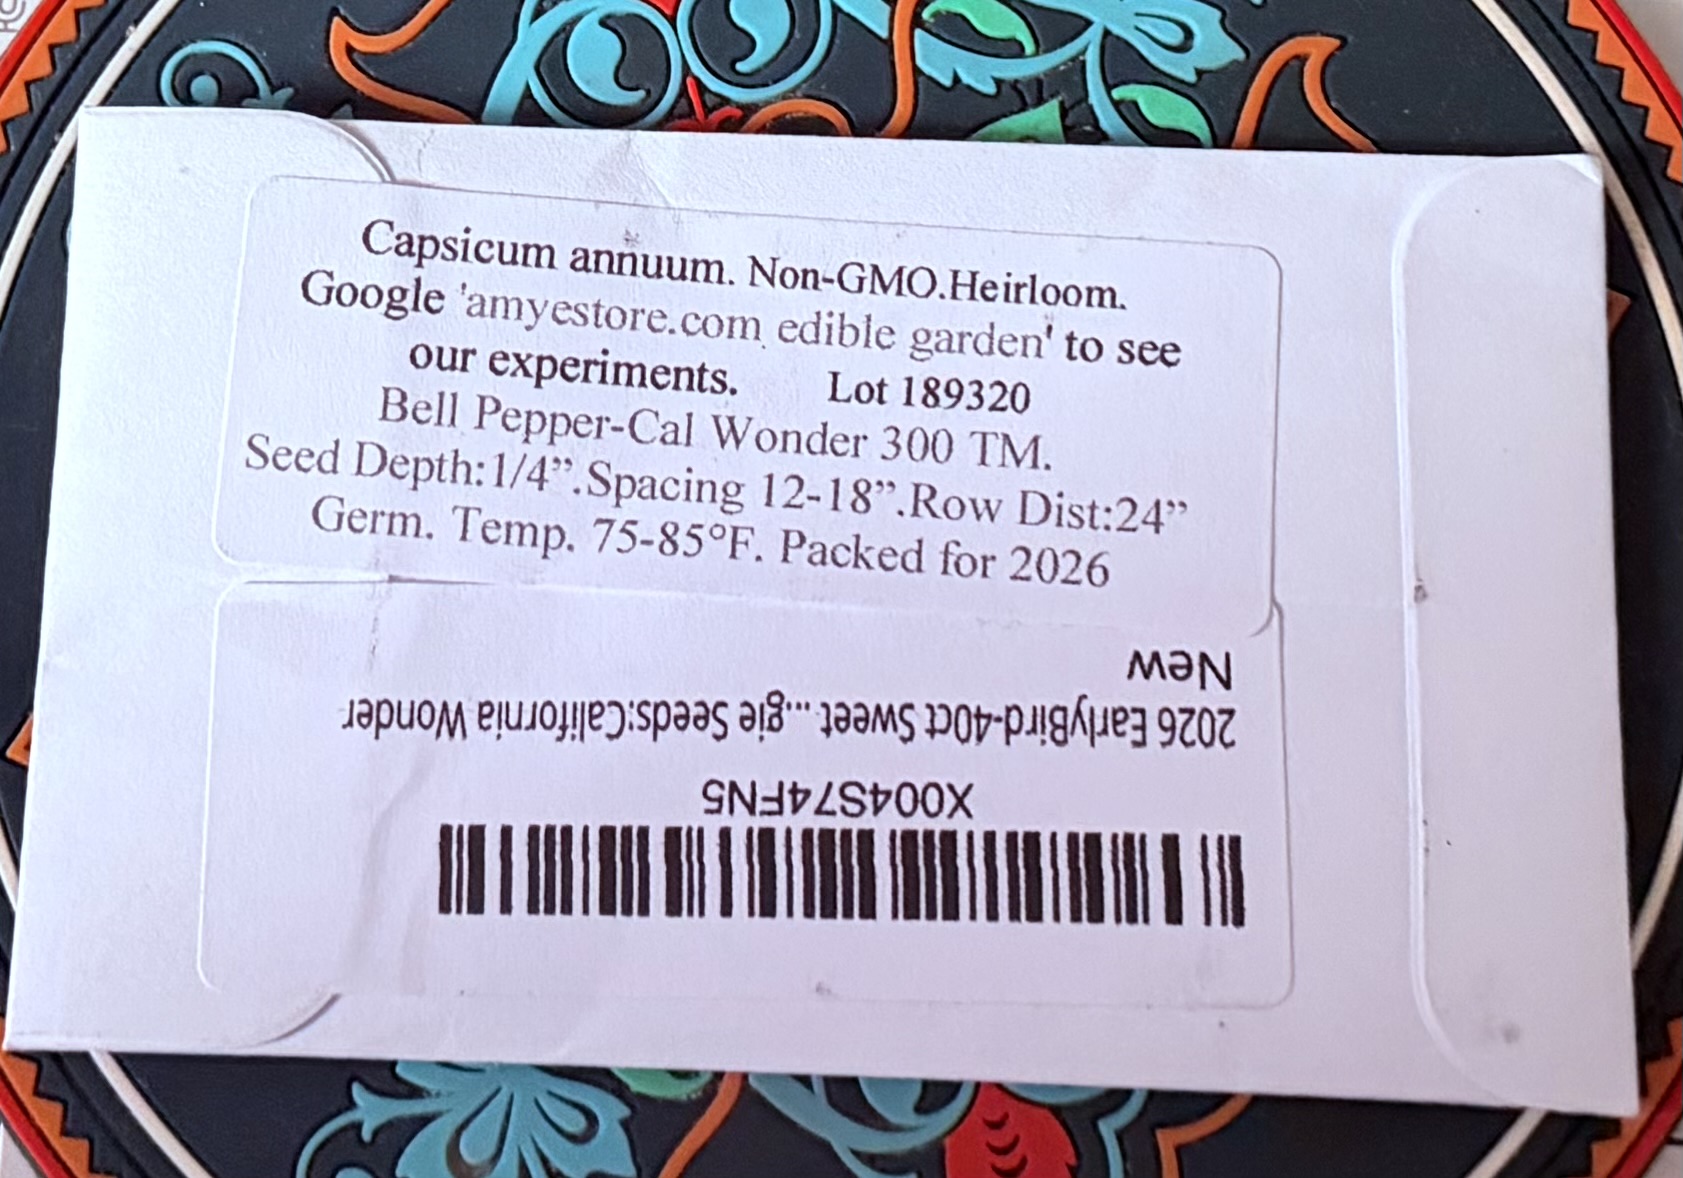 Capsicum annuum. Non-GMO.Heirloom.
Google 'amyestore.com edible garden' to see
our experiments. Lot 189320
Bell Pepper-Cal Wonder 300 TM.
Seed Depth:1/4”.Spacing 12-18”.Row Dist:24”
Germ. Temp. 75-85°F. Packed for 2026
X004S74FN5
2026 EarlyBird-40ct Sweet ...gie Seeds:California Wonder
New